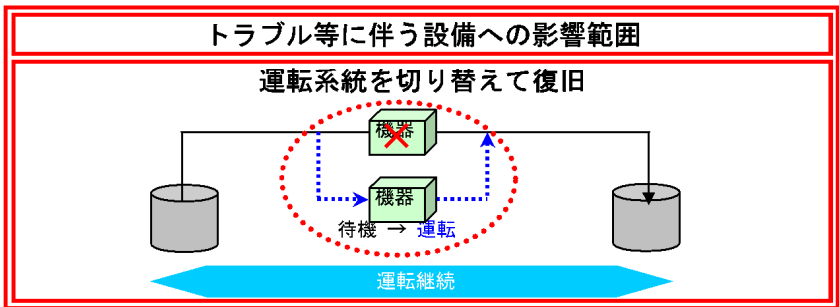 トラブル等に伴う設備への影響範囲
運転系統を切り替えて復旧
機器
機器
待機 → 運転
運転継続